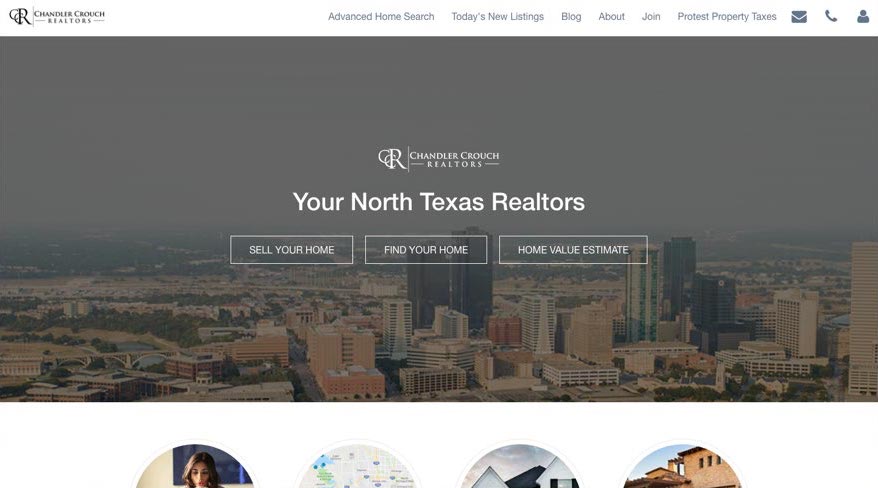 CR CHANDLER CROUCH
REALTORS
Advanced Home Search Today's New Listings Blog About Join Protest Property Taxes
CR CHANDLER CROUCH
REALTORS
Your North Texas Realtors
SELL YOUR HOME FIND YOUR HOME HOME VALUE ESTIMATE